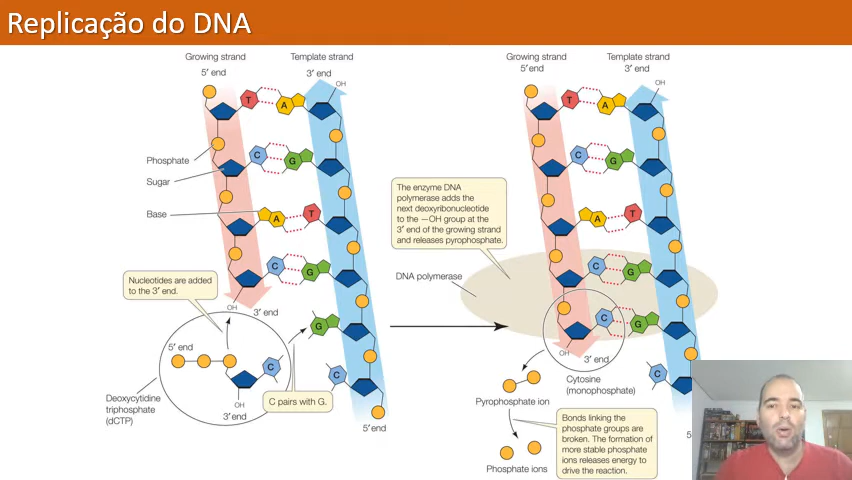 Replicação do DNA
Growing strand
5′ end
Template strand
3′ end
OH
T
A
Phosphate
C
G
Sugar
Base
A
T
C
G
Nucleotides are added
to the 3′ end.
OH
3′ end
G
5′ end
C
OH
3′ end
C pairs with G.
C
Deoxycytidine
triphosphate
(dCTP)
5′end
Growing strand
5′ end
Template strand
3′ end
OH
T
A
C
G
The enzyme DNA
polymerase adds the
next deoxyribonucleotide
to the —OH group at the
3′ end of the growing strand
and releases pyrophosphate.
A
T
DNA polymerase
C
G
C
G
OH
3′ end
Cytosine
(monophosphate)
C
Pyrophosphate ion
Bonds linking the
phosphate groups are
broken. The formation of
more stable phosphate
ions releases energy to
drive the reaction.
Phosphate ions
5